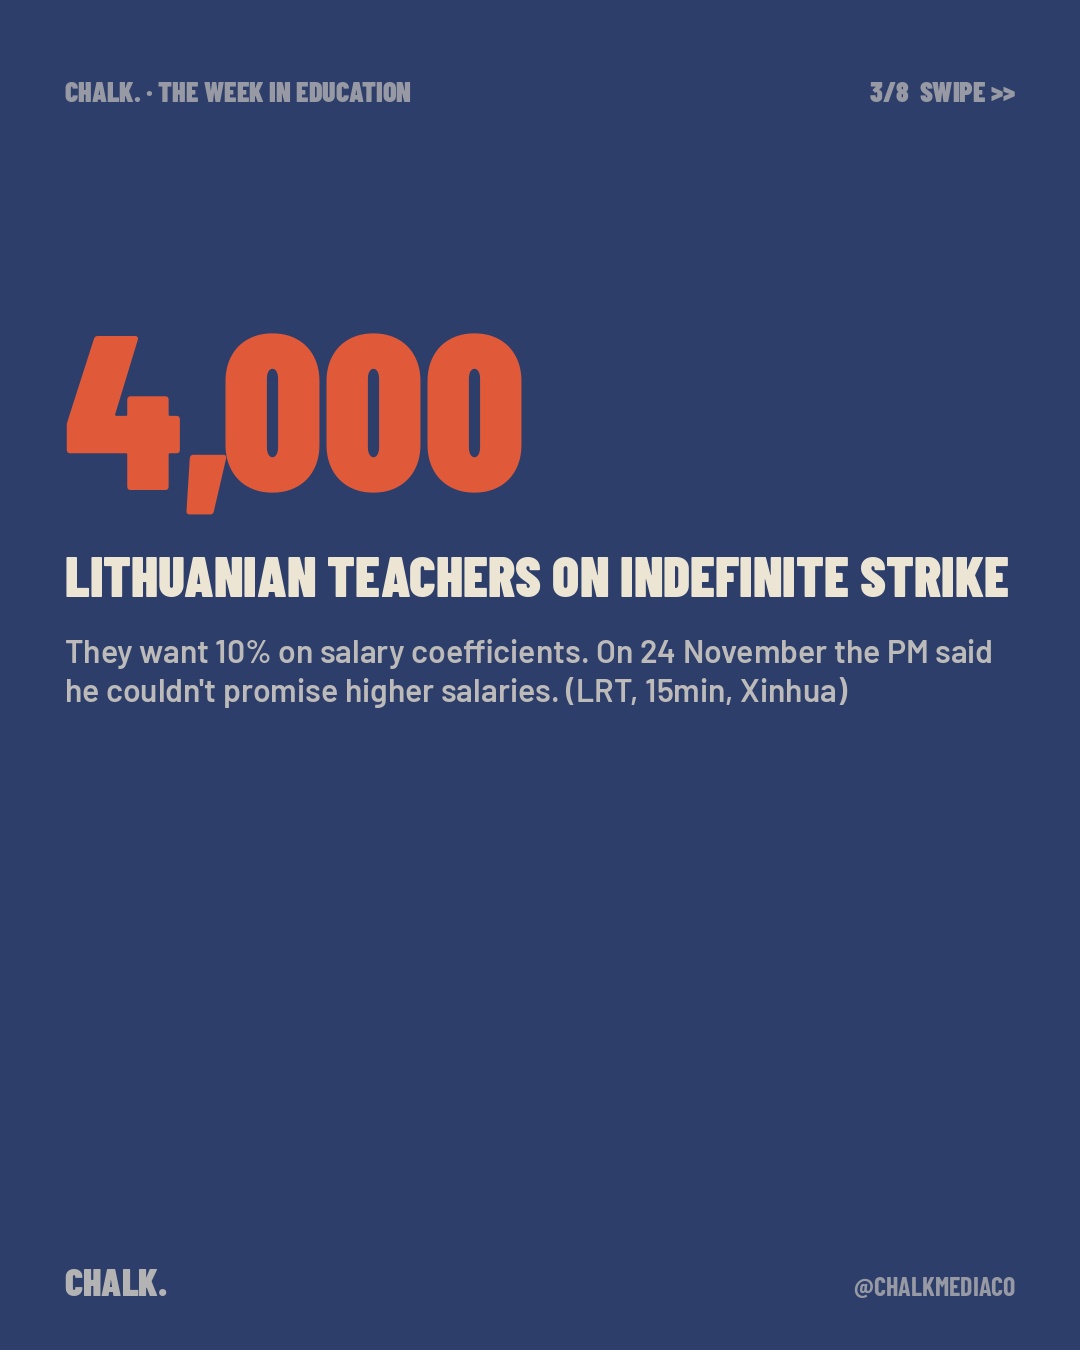 CHALK. · THE WEEK IN EDUCATION
3/8 SWIPE >>
4,000
LITHUANIAN TEACHERS ON INDEFINITE STRIKE
They want 10% on salary coefficients. On 24 November the PM said
he couldn't promise higher salaries. (LRT, 15min, Xinhua)
CHALK.
@CHALKMEDIACO